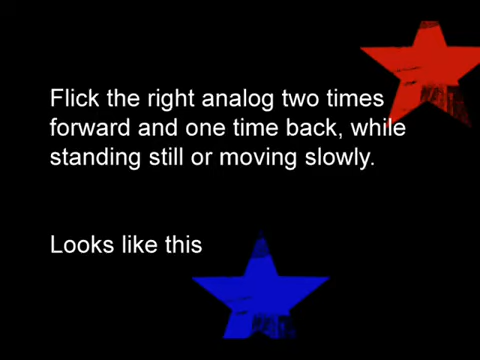 Flick the right analog two times
forward and one time back, while
standing still or moving slowly.
Looks like this